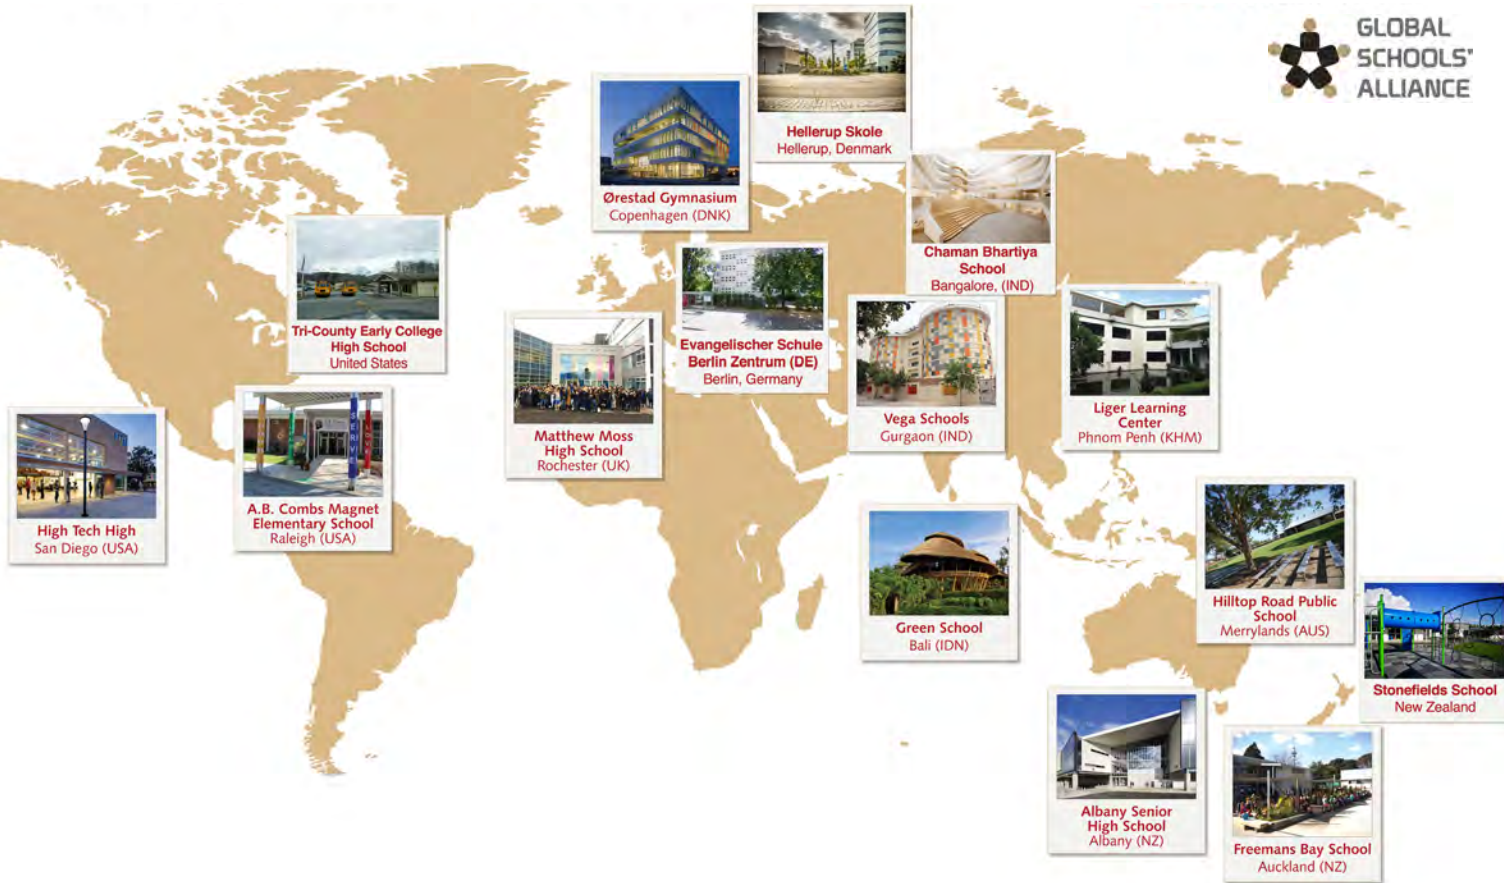 GLOBAL
SCHOOLS'
ALLIANCE
Hellerup Skole
Hellerup, Denmark
Ørestad Gymnasium
Copenhagen (DNK)
Chaman Bhartiya
School
Bangalore, (IND)
Tri-County Early College
High School
United States
Evangelischer Schule
Berlin Zentrum (DE)
Berlin, Germany
Vega Schools
Gurgaon (IND)
Liger Learning
Center
Phnom Penh (KHM)
Matthew Moss
High School
Rochester (UK)
High Tech High
San Diego (USA)
SERVE
A.B. Combs Magnet
Elementary School
Raleigh (USA)
Green School
Bali (IDN)
Hilltop Road Public
School
Merrylands (AUS)
Stonefields School
New Zealand
Albany Senior
High School
Albany (NZ)
Freemans Bay School
Auckland (NZ)